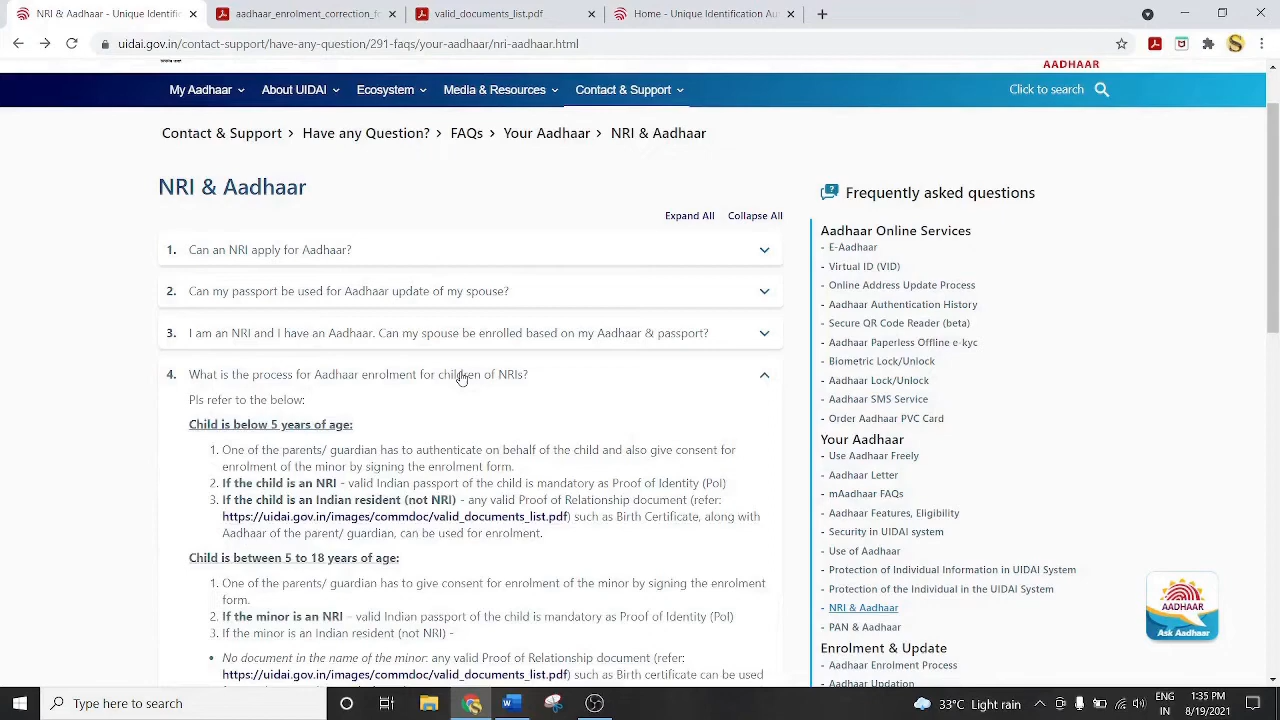 NRI & Aadhaar - Unique Identificat
aadhaar_enrolment_correction_fo
valid_documents_list.pdf
Home - Unique Identification Aut
uidai.gov.in/contact-support/have-any-question/291-faqs/your-adhaar/nri-aadhaar.html
AADHAAR
My Aadhaar
About UIDAI
Ecosystem
Media & Resources
Contact & Support
Click to search
Contact & Support > Have any Question? > FAQs > Your Aadhaar > NRI & Aadhaar
NRI & Aadhaar
Expand All Collapse All
1. Can an NRI apply for Aadhaar?
2. Can my passport be used for Aadhaar update of my spouse?
3. I am an NRI and I have an Aadhaar. Can my spouse be enrolled based on my Aadhaar & passport?
4. What is the process for Aadhaar enrolment for children of NRIs?
Pls refer to the below:
Child is below 5 years of age:
1. One of the parents/ guardian has to authenticate on behalf of the child and also give consent for
enrolment of the minor by signing the enrolment form.
2. If the child is an NRI - valid Indian passport of the child is mandatory as Proof of Identity (PoI)
3. If the child is an Indian resident (not NRI) - any valid Proof of Relationship document (refer:
https://uidai.gov.in/images/commdoc/valid_documents_list.pdf) such as Birth Certificate, along with
Aadhaar of the parent/ guardian, can be used for enrolment.
Child is between 5 to 18 years of age:
1. One of the parents/ guardian has to give consent for enrolment of the minor by signing the enrolment
form.
2. If the minor is an NRI – valid Indian passport of the child is mandatory as Proof of Identity (PoI)
3. If the minor is an Indian resident (not NRI) -
• No document in the name of the minor: any valid Proof of Relationship document (refer:
https://uidai.gov.in/images/commdoc/valid_documents_list.pdf) such as Birth certificate can be used
Frequently asked questions
Aadhaar Online Services
- E-Aadhaar
- Virtual ID (VID)
- Online Address Update Process
- Aadhaar Authentication History
- Secure QR Code Reader (beta)
- Aadhaar Paperless Offline e-kyc
- Biometric Lock/Unlock
- Aadhaar Lock/Unlock
- Aadhaar SMS Service
- Order Aadhaar PVC Card
Your Aadhaar
- Use Aadhaar Freely
- Aadhaar Letter
- mAadhaar FAQs
- Aadhaar Features, Eligibility
- Security in UIDAI system
- Use of Aadhaar
- Protection of Individual Information in UIDAI System
- Protection of the Individual in the UIDAI System
- NRI & Aadhaar
- PAN & Aadhaar
Enrolment & Update
- Aadhaar Enrolment Process
- Aadhaar Updation
AADHAAR
Ask Aadhaar
Type here to search
33°C Light rain
ENG
IN
1:35 PM
8/19/2021